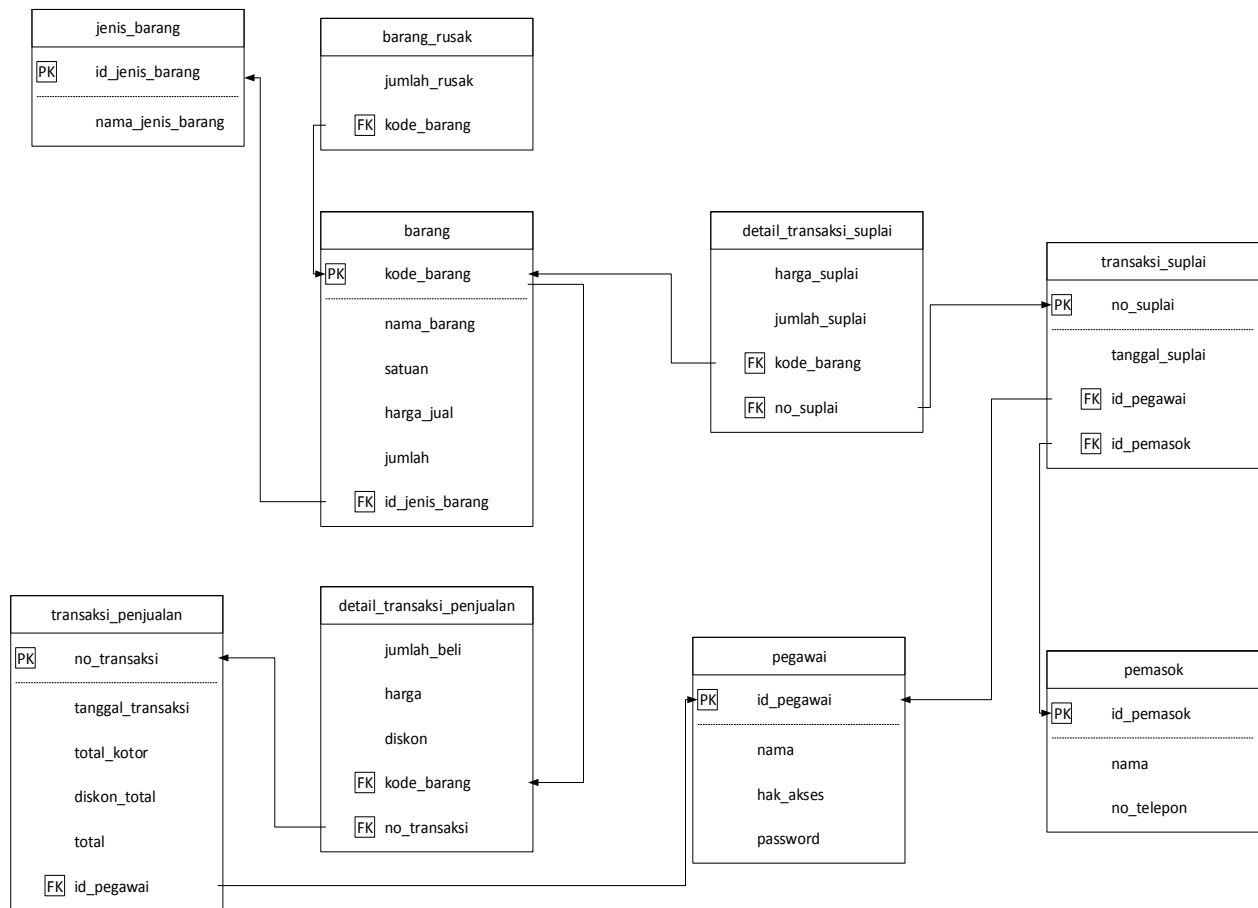 jenis_barang
PK id_jenis_barang
nama_jenis_barang
barang_rusak
jumlah_rusak
FK kode_barang
barang
PK kode_barang
nama_barang
satuan
harga_jual
jumlah
FK id_jenis_barang
detail_transaksi_suplai
harga_suplai
jumlah_suplai
FK kode_barang
FK no_suplai
transaksi_suplai
PK no_suplai
tanggal_suplai
FK id_pegawai
FK id_pemasok
transaksi_penjualan
PK no_transaksi
tanggal_transaksi
total_kotor
diskon_total
total
FK id_pegawai
detail_transaksi_penjualan
jumlah_beli
harga
diskon
FK kode_barang
FK no_transaksi
pegawai
PK id_pegawai
nama
hak_akses
password
pemasok
PK id_pemasok
nama
no_telepon